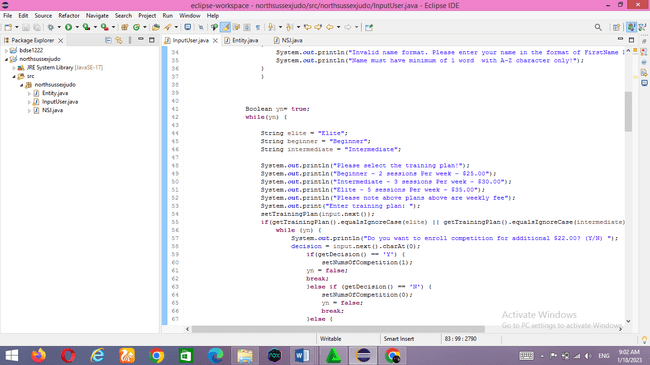 eclipse-workspace - northsussexjudo/src/northsussexjudo/InputUser.java - Eclipse IDE
File Edit Source Refactor Navigate Search Project Run Window Help
Package Explorer
bdse1222
northsussexjudo
JRE System Library [JavaSE-17]
src
northsussexjudo
Entity.java
InputUser.java
NSJ.java
InputUser.java Entity.java NSJ.java
34 System.out.println("Invalid name format. Please enter your name in the format of FirstName
35 System.out.println("Name must have minimum of 1 word with A-Z character only!");
36 }
37 }
38
39
40
41 Boolean yn= true;
42 while(yn) {
43
44 String elite = "Elite";
45 String beginner = "Beginner";
46 String intermediate = "Intermediate";
47
48 System.out.println("Please select the training plan!");
49 System.out.println("Beginner - 2 sessions Per week - $25.00");
50 System.out.println("Intermediate - 3 sessions Per week - $30.00");
51 System.out.println("Elite - 5 sessions Per week - $35.00");
52 System.out.println("Please note above plans above are weekly fee");
53 System.out.print("Enter training plan: ");
54 setTrainingPlan(input.next());
55 if(getTrainingPlan().equalsIgnoreCase(elite) || getTrainingPlan().equalsIgnoreCase(intermediate)
56 while (yn) {
57 System.out.println("Do you want to enroll competition for additional $22.00? (Y/N) ");
58 decision = input.next().charAt(0);
59 if(getDecision() == 'Y') {
60 setNumsOfCompetition(1);
61 yn = false;
62 break;
63 }else if (getDecision() == 'N') {
64 setNumsOfCompetition(0);
65 yn = false;
66 break;
67 }else {
Activate Windows
Go to PC settings to activate Windows.
Writable Smart Insert 83 : 99 : 2790
ENG
9:02 AM
1/18/2023